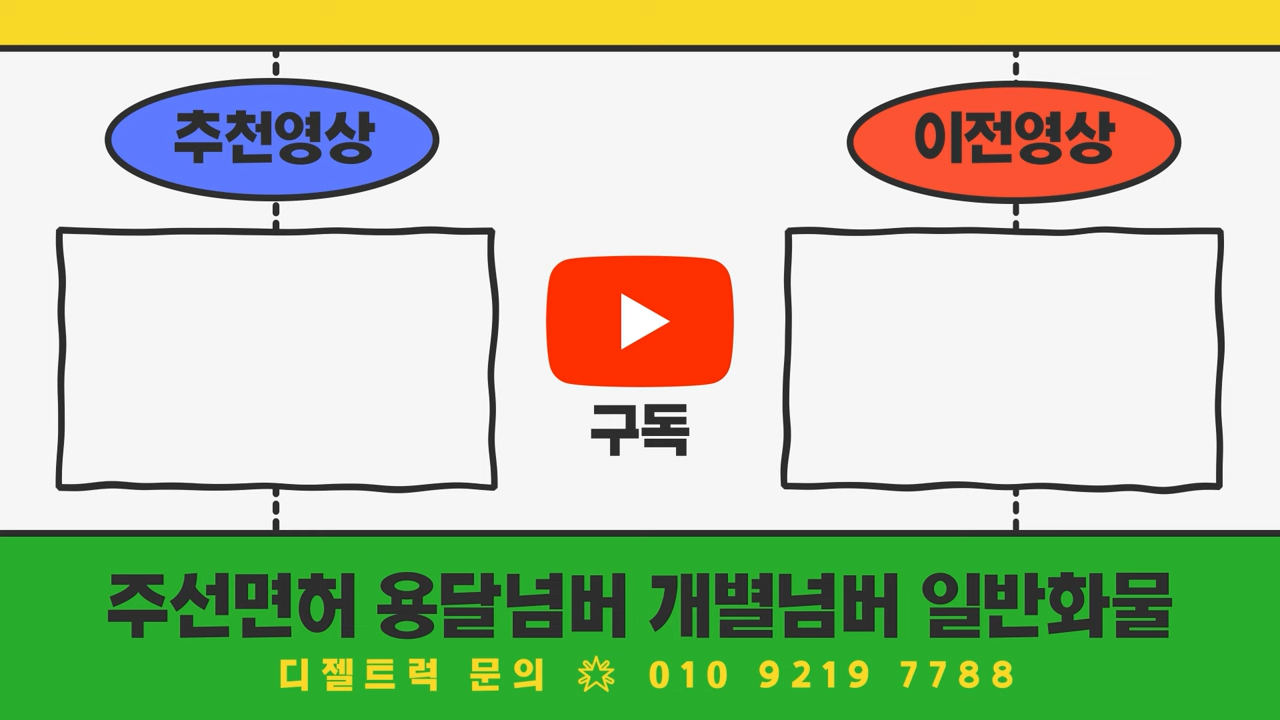 추천영상
이전영상
구독
주선면허 용달넘버 개별넘버 일반화물
디젤트럭 문의 010 9219 7788